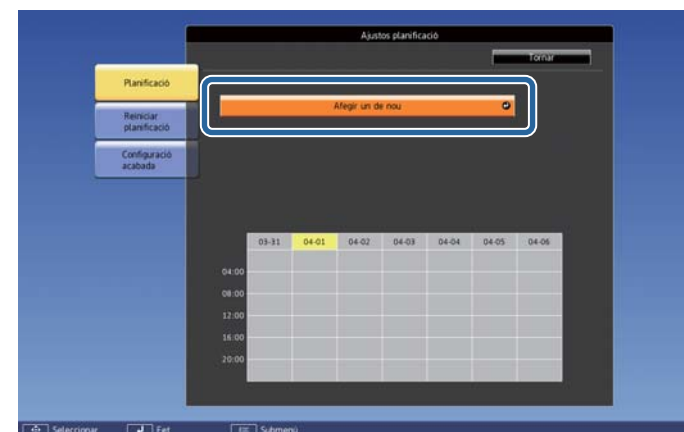 Ajustos planificació
Tornar
Planificació
Afegir un de nou
Reiniciar
planificació
Configuració
acabada
03-31 04-01 04-02 04-03 04-04 04-05 04-06
04:00
08:00
12:00
16:00
20:00
Seleccionar Fet Esc Submenú